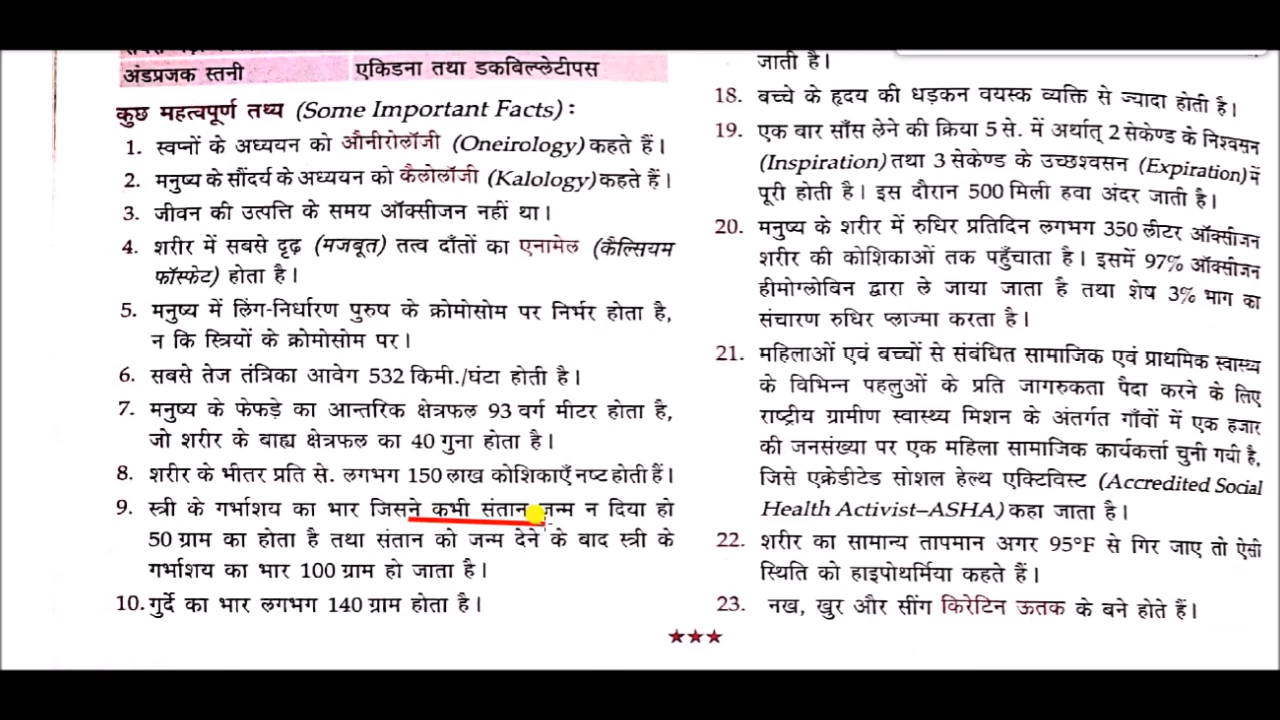 अंडप्रजक स्तनी
एकिडना तथा डकबिल्प्लेटीपस
कुछ महत्वपूर्ण तथ्य (Some Important Facts) :
1. स्वप्नों के अध्ययन को औनीरोलॉजी (Oneirology) कहते हैं।
2. मनुष्य के सौंदर्य के अध्ययन को कैलोलॉजी (Kalology) कहते हैं।
3. जीवन की उत्पत्ति के समय ऑक्सीजन नहीं था।
4. शरीर में सबसे दृढ़ (मजबूत) तत्व दाँतों का एनामेल (कैल्सियम
फॉस्फेट) होता है।
5. मनुष्य में लिंग-निर्धारण पुरुष के क्रोमोसोम पर निर्भर होता है,
न कि स्त्रियों के क्रोमोसोम पर।
6. सबसे तेज तंत्रिका आवेग 532 किमी./घंटा होती है।
7. मनुष्य के फेफड़े का आन्तरिक क्षेत्रफल 93 वर्ग मीटर होता है,
जो शरीर के बाह्य क्षेत्रफल का 40 गुना होता है।
8. शरीर के भीतर प्रति से. लगभग 150 लाख कोशिकाएँ नष्ट होती हैं।
9. स्त्री के गर्भाशय का भार जिसने कभी संतान जन्म न दिया हो
50 ग्राम का होता है तथा संतान को जन्म देने के बाद स्त्री के
गर्भाशय का भार 100 ग्राम हो जाता है।
10. गुर्दे का भार लगभग 140 ग्राम होता है।
जाती है।
18. बच्चे के हृदय की धड़कन वयस्क व्यक्ति से ज्यादा होती है।
19. एक बार साँस लेने की क्रिया 5 से. में अर्थात् 2 सेकेण्ड के निश्वसन
(Inspiration) तथा 3 सेकेण्ड के उच्छश्वसन (Expiration) में
पूरी होती है। इस दौरान 500 मिली हवा अंदर जाती है।
20. मनुष्य के शरीर में रुधिर प्रतिदिन लगभग 350 लीटर ऑक्सीजन
शरीर की कोशिकाओं तक पहुँचाता है। इसमें 97% ऑक्सीजन
हीमोग्लोबिन द्वारा ले जाया जाता है तथा शेष 3% भाग का
संचारण रुधिर प्लाज्मा करता है।
21. महिलाओं एवं बच्चों से संबंधित सामाजिक एवं प्राथमिक स्वास्थ्य
के विभिन्न पहलुओं के प्रति जागरुकता पैदा करने के लिए
राष्ट्रीय ग्रामीण स्वास्थ्य मिशन के अंतर्गत गाँवों में एक हजार
की जनसंख्या पर एक महिला सामाजिक कार्यकर्त्ता चुनी गयी है,
जिसे एक्रेडीटेड सोशल हेल्थ एक्टिविस्ट (Accredited Social
Health Activist–ASHA) कहा जाता है।
22. शरीर का सामान्य तापमान अगर 95°F से गिर जाए तो ऐसी
स्थिति को हाइपोथर्मिया कहते हैं।
23. नख, खुर और सींग किरेटिन ऊतक के बने होते हैं।
★★★